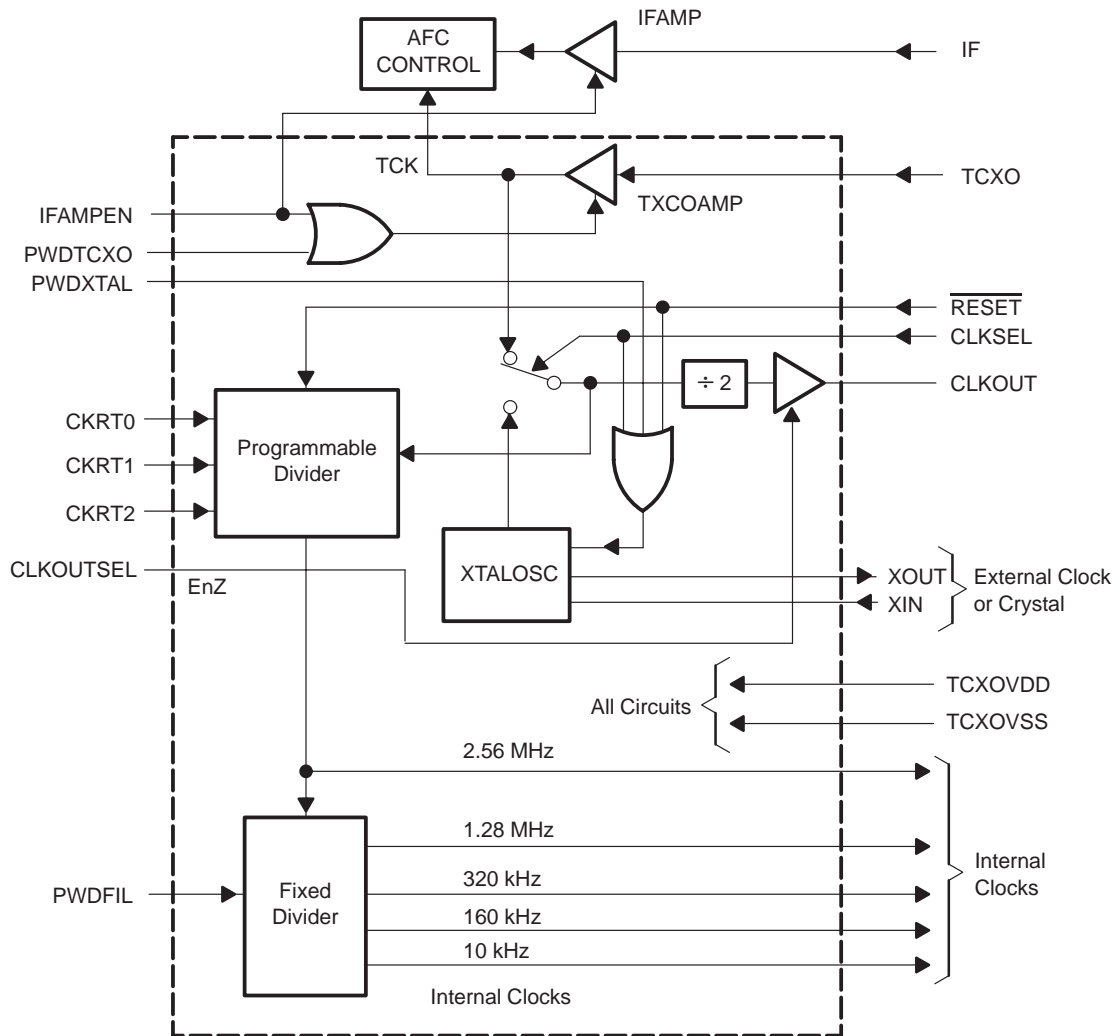 IFAMP
AFC
CONTROL
IF
TCK
TCXO
TXCOAMP
IFAMPEN
PWDTCXO
PWDXTAL
RESET
CLKSEL
÷ 2
CLKOUT
CKRT0
CKRT1
CKRT2
Programmable
Divider
CLKOUTSEL
EnZ
XTALOSC
XOUT
XIN
External Clock
or Crystal
All Circuits
TCXOVDD
TCXOVSS
2.56 MHz
1.28 MHz
320 kHz
160 kHz
10 kHz
PWDFIL
Fixed
Divider
Internal
Clocks
Internal Clocks